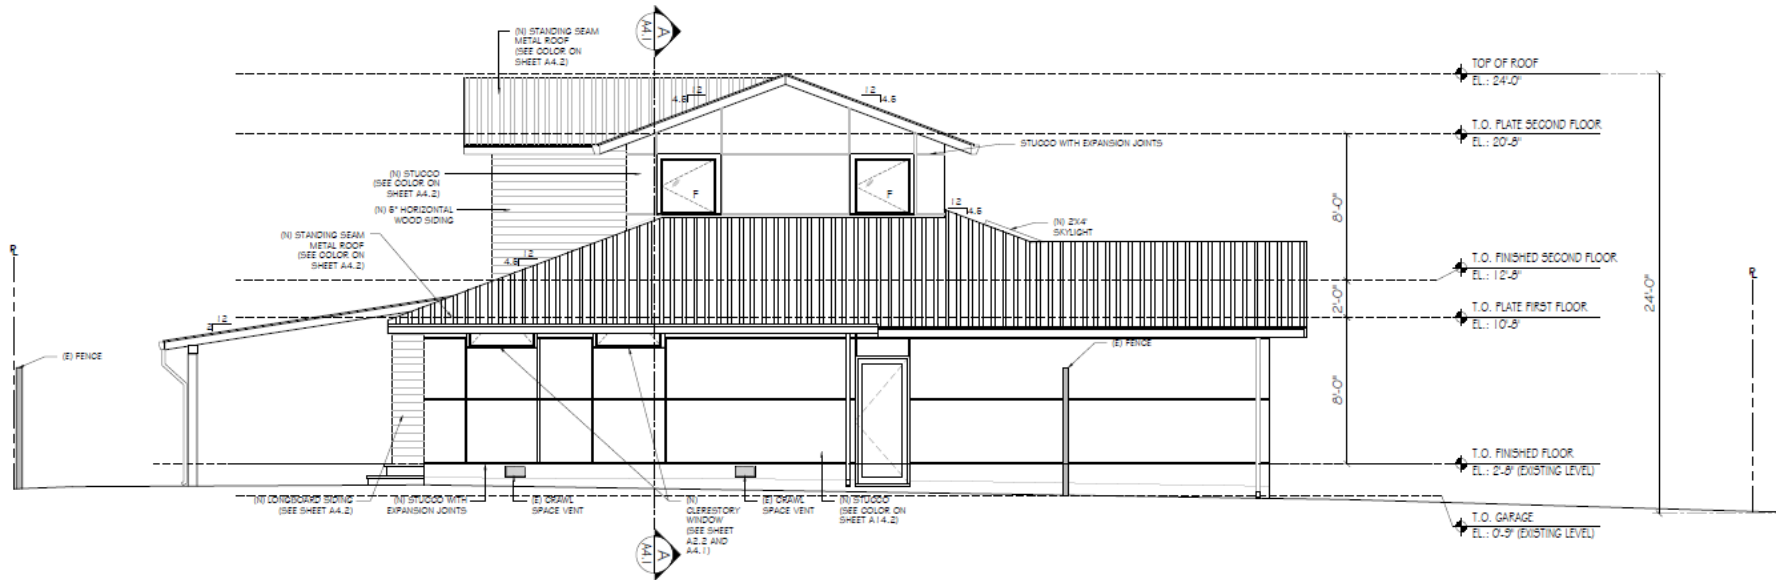 A
A4.1
(N) STANDING SEAM
METAL ROOF
(SEE COLOR ON
SHEET A4.2)
12
4.5
12
4.5
TOP OF ROOF
EL.: 24'-0"
T.O. PLATE SECOND FLOOR
EL.: 20'-8"
STUCCO WITH EXPANSION JOINTS
(N) STUCCO
(SEE COLOR ON
SHEET A4.2)
F
F
(N) 8" HORIZONTAL
WOOD SIDING
12
4.5
(N) 2X4'
SKYLIGHT
8'-0"
(N) STANDING SEAM
METAL ROOF
(SEE COLOR ON
SHEET A4.2)
12
4.5
T.O. FINISHED SECOND FLOOR
EL.: 12'-8"
2'-0"
24'-0"
T.O. PLATE FIRST FLOOR
EL.: 10'-8"
12
2
(E) FENCE
(E) FENCE
8'-0"
T.O. FINISHED FLOOR
EL.: 2'-8" (EXISTING LEVEL)
(N) LONGBOARD SIDING
(SEE SHEET A4.2)
(N) STUCCO WITH
EXPANSION JOINTS
(E) CRAWL
SPACE VENT
(N)
CLERESTORY
WINDOW
(SEE SHEET
A2.2 AND
A4.1)
(E) CRAWL
SPACE VENT
(N) STUCCO
(SEE COLOR ON
SHEET A14.2)
T.O. GARAGE
EL.: 0'-9" (EXISTING LEVEL)
A
A4.1